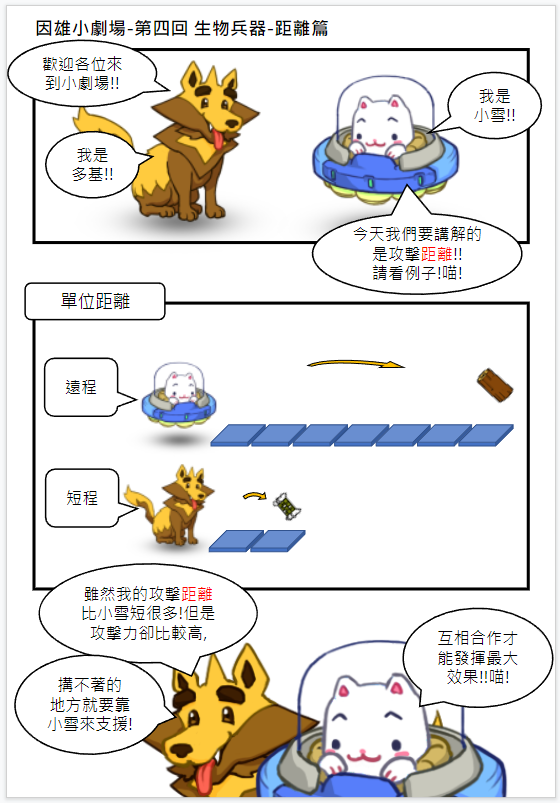 因雄小劇場-第四回 生物兵器-距離篇
歡迎各位來
到小劇場!!
我是
多基!!
我是
小雪!!
今天我們要講解的
是攻擊距離!!
請看例子!喵!
單位距離
遠程
短程
雖然我的攻擊距離
比小雪短很多!但是
攻擊力卻比較高,
搆不著的
地方就要靠
小雪來支援!
互相合作才
能發揮最大
效果!!喵!